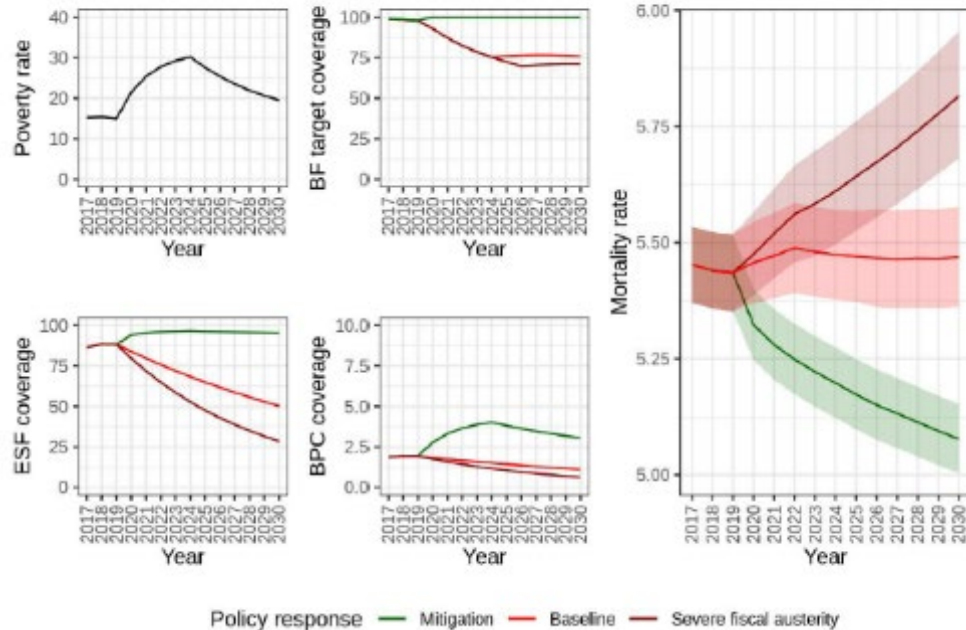 Poverty rate
40
30
20
10
0
2017 2018 2019 2020 2021 2022 2023 2024 2025 2026 2027 2028 2029 2030
Year
BF target coverage
100
75
50
25
0
2017 2018 2019 2020 2021 2022 2023 2024 2025 2026 2027 2028 2029 2030
Year
ESF coverage
100
75
50
25
0
2017 2018 2019 2020 2021 2022 2023 2024 2025 2026 2027 2028 2029 2030
Year
BPC coverage
10.0
7.5
5.0
2.5
0.0
2017 2018 2019 2020 2021 2022 2023 2024 2025 2026 2027 2028 2029 2030
Year
Mortality rate
6.00
5.75
5.50
5.25
5.00
2017 2018 2019 2020 2021 2022 2023 2024 2025 2026 2027 2028 2029 2030
Year
Policy response Mitigation Baseline Severe fiscal austerity